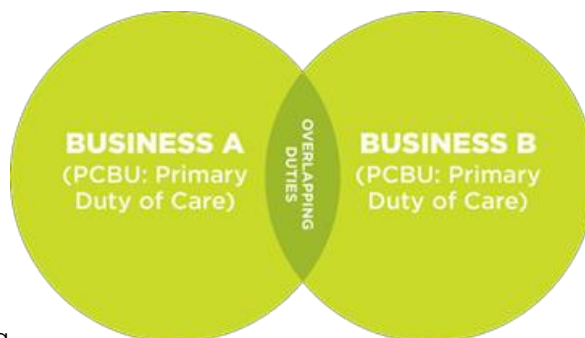 BUSINESS A
(PCBU: Primary
Duty of Care)
OVERLAPPING
DUTIES
BUSINESS B
(PCBU: Primary
Duty of Care)